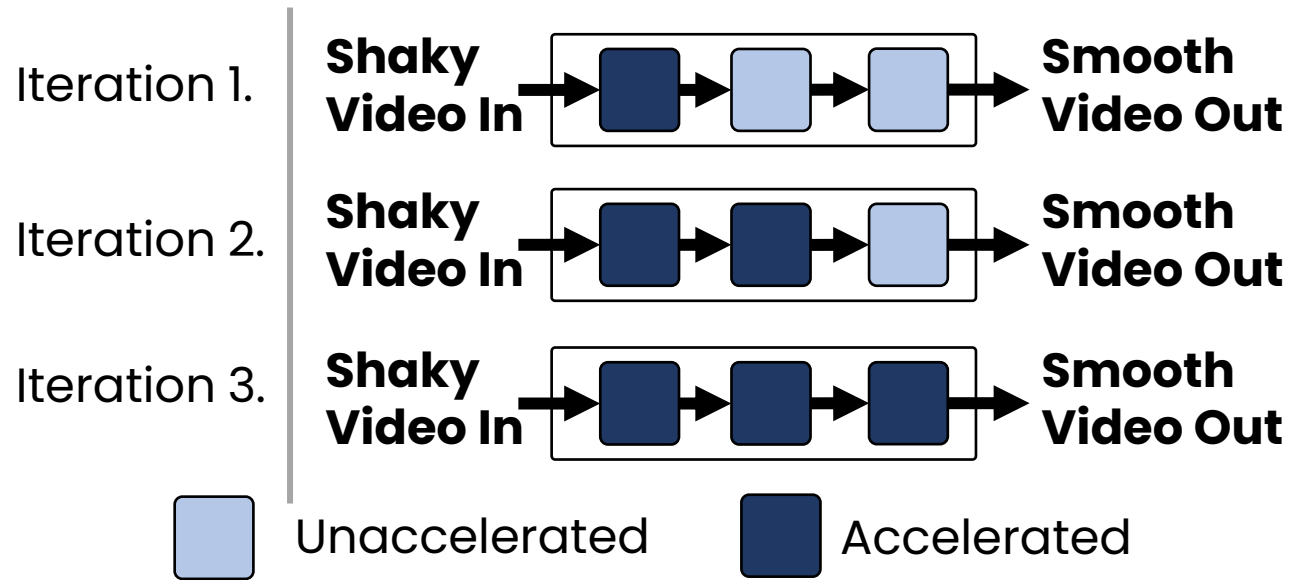 Iteration 1.
Shaky
Video In
Smooth
Video Out
Iteration 2.
Shaky
Video In
Smooth
Video Out
Iteration 3.
Shaky
Video In
Smooth
Video Out
Unaccelerated
Accelerated